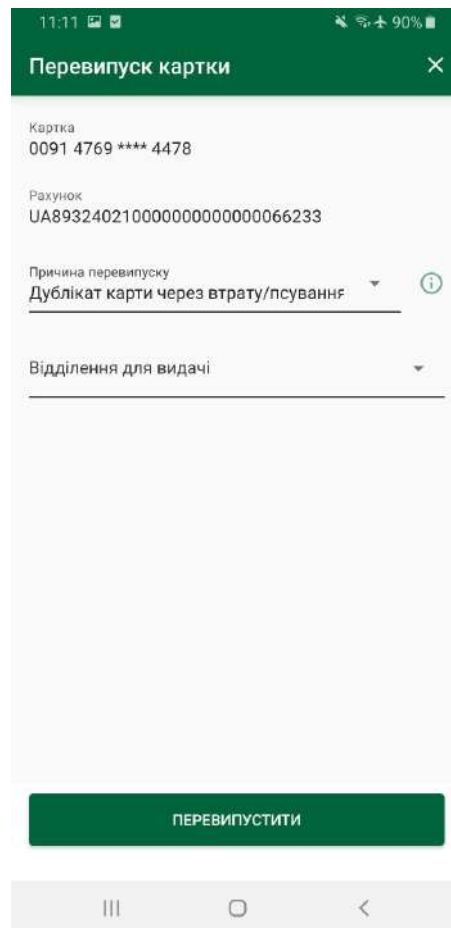 11:11 90%
Перевипуск картки
Картка
0091 4769 **** 4478
Рахунок
UA893240210000000000000066233
Причина перевипуску
Дублікат карти через втрату/псування
Відділення для видачі
ПЕРЕВИПУСТИТИ